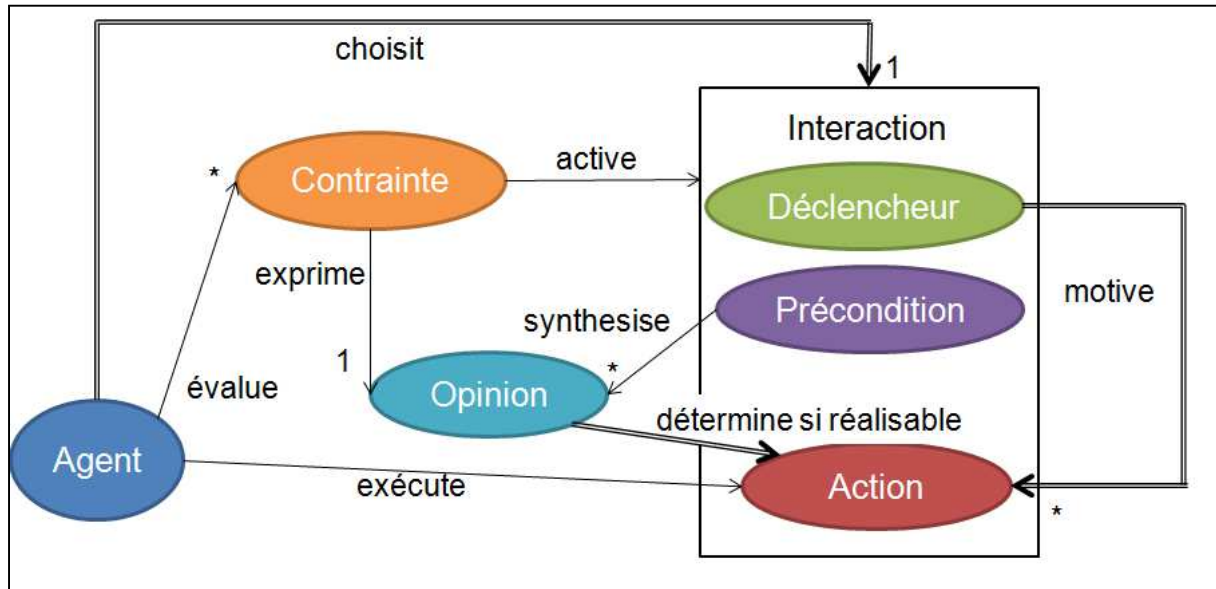 choisit
1
Interaction
active
*
Contrainte
Déclencheur
exprime
motive
Précondition
synthesise
1
*
évalue
Opinion
détermine si réalisable
Agent
exécute
Action
*